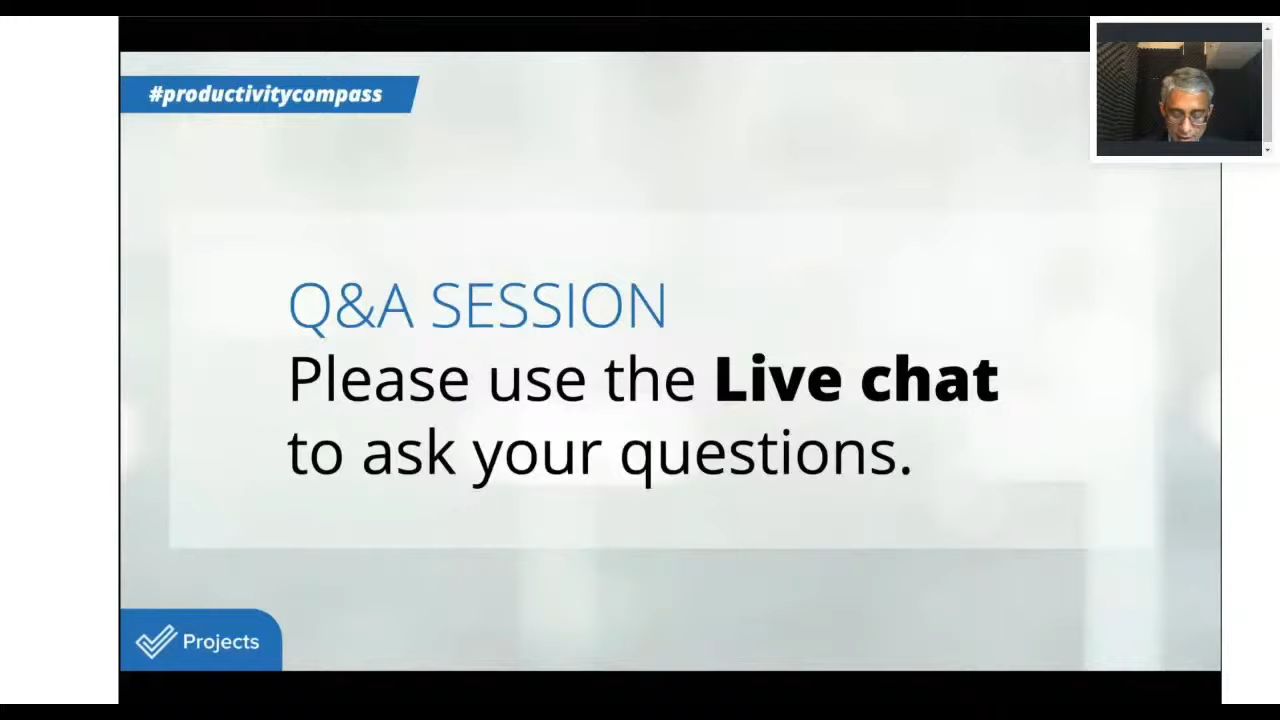 #productivitycompass
Q&A SESSION
Please use the Live chat
to ask your questions.
Projects